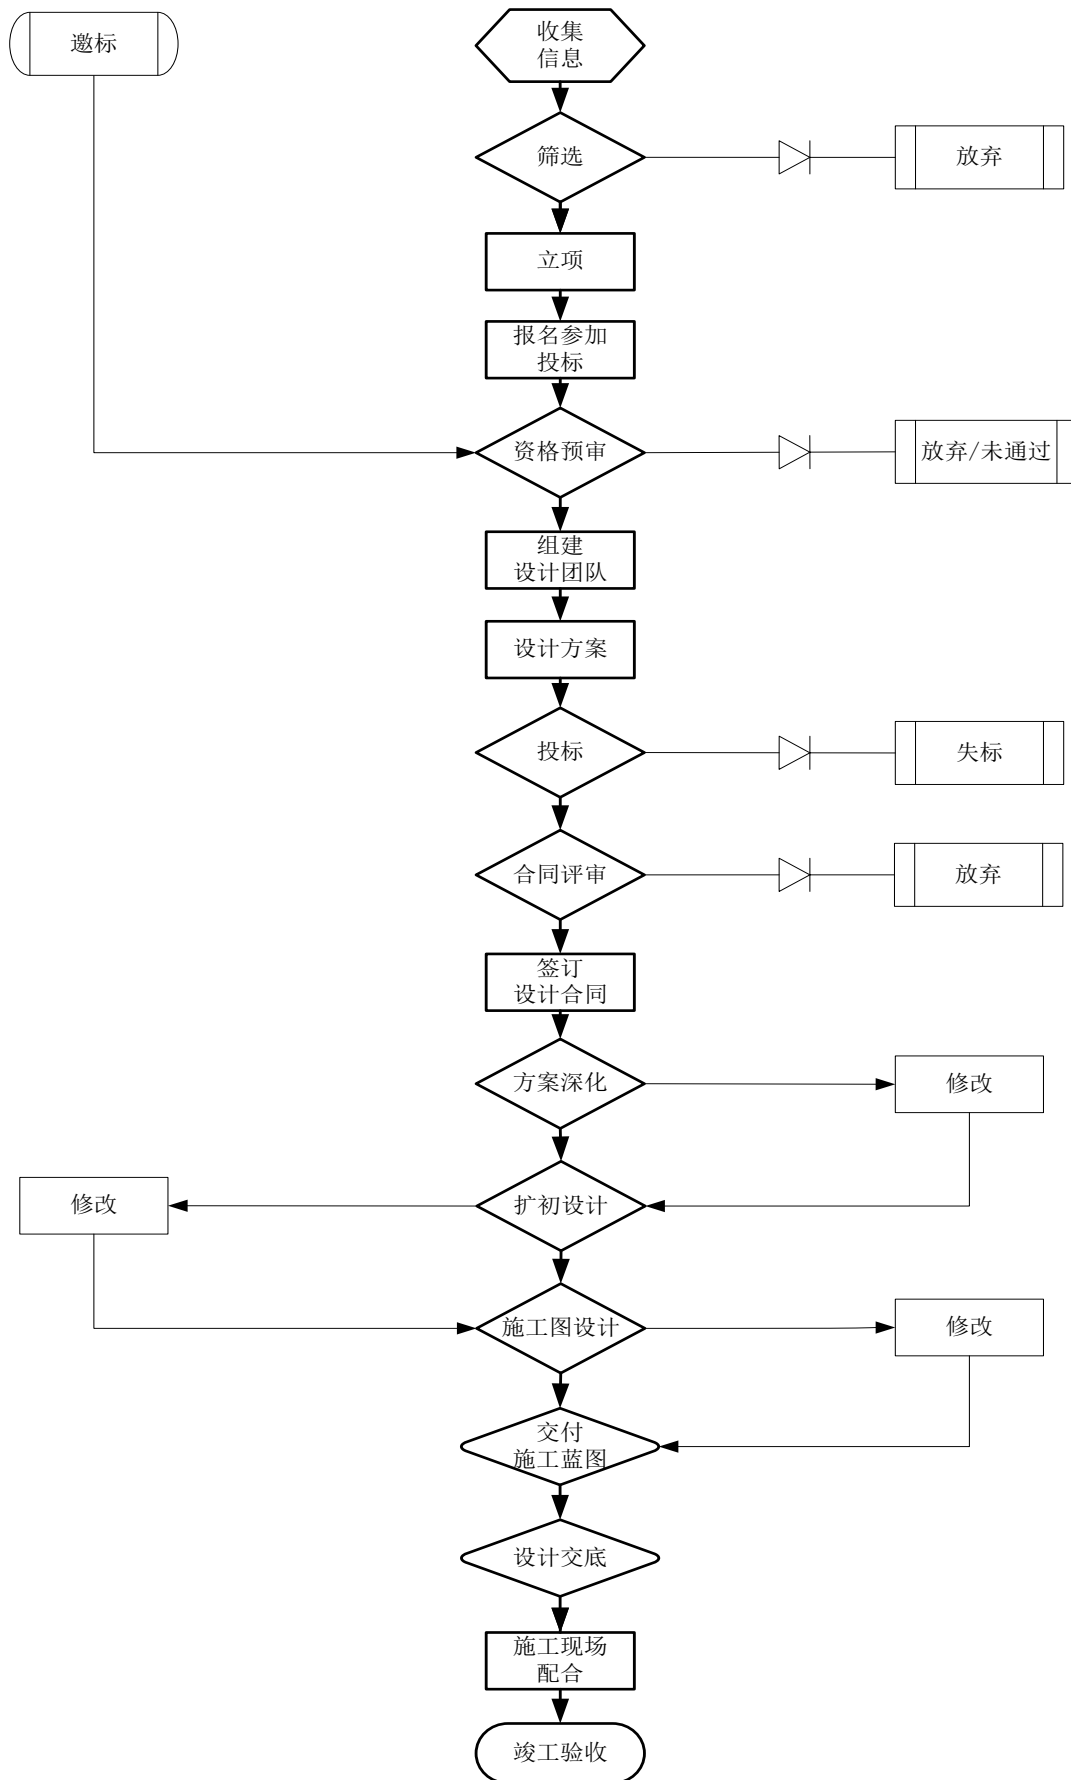 邀标
收集
信息
筛选
放弃
立项
报名参加
投标
资格预审
放弃/未通过
组建
设计团队
设计方案
投标
失标
合同评审
放弃
签订
设计合同
方案深化
修改
修改
扩初设计
施工图设计
修改
交付
施工蓝图
设计交底
施工现场
配合
竣工验收